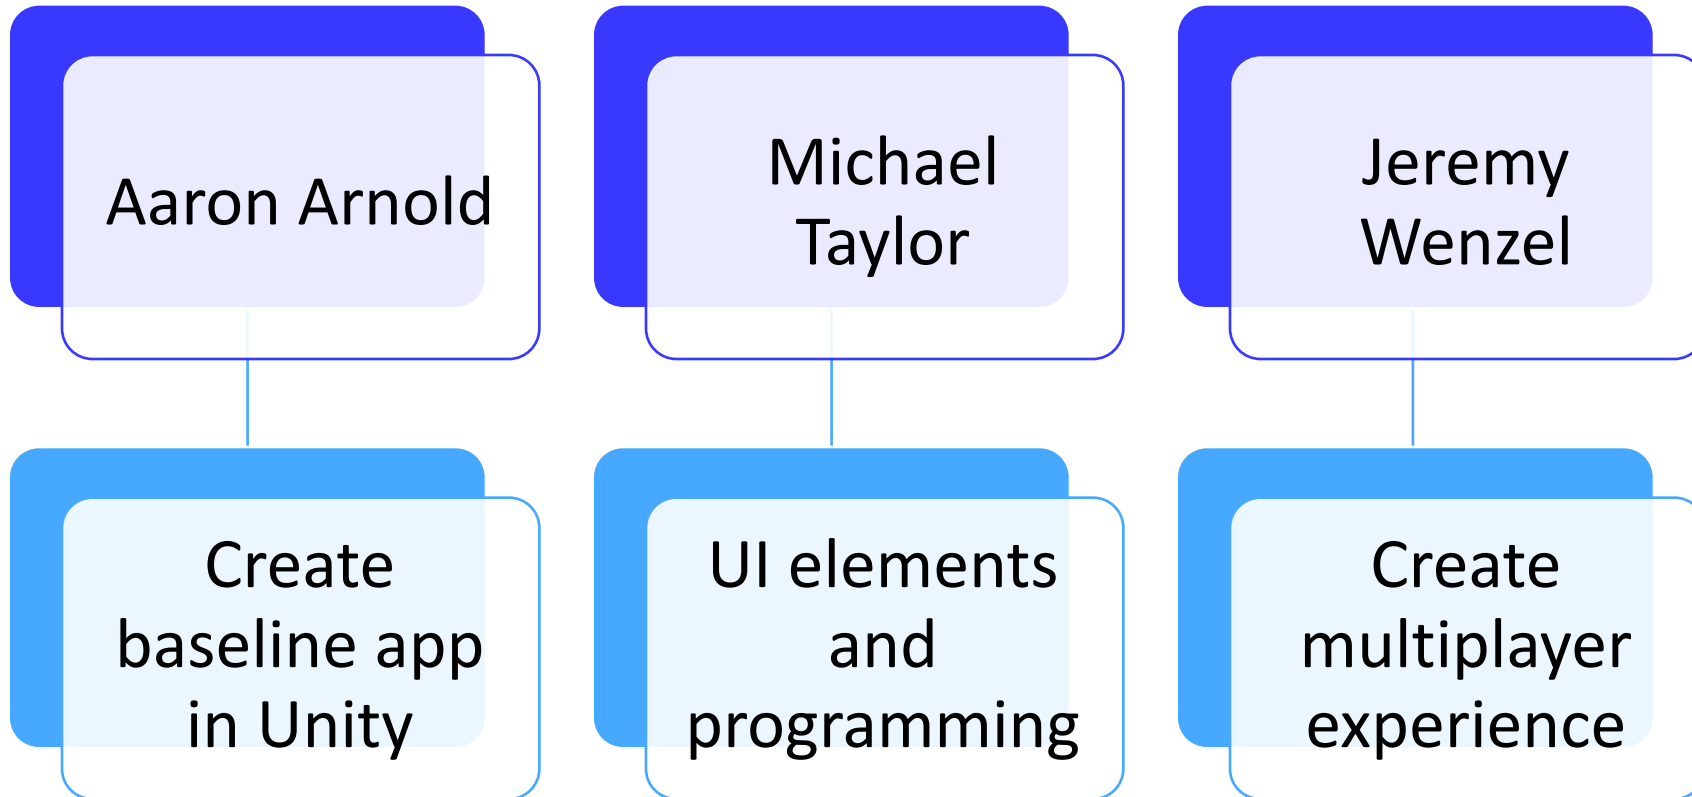 Aaron Arnold
Michael
Taylor
Jeremy
Wenzel
Create
baseline app
in Unity
UI elements
and
programming
Create
multiplayer
experience